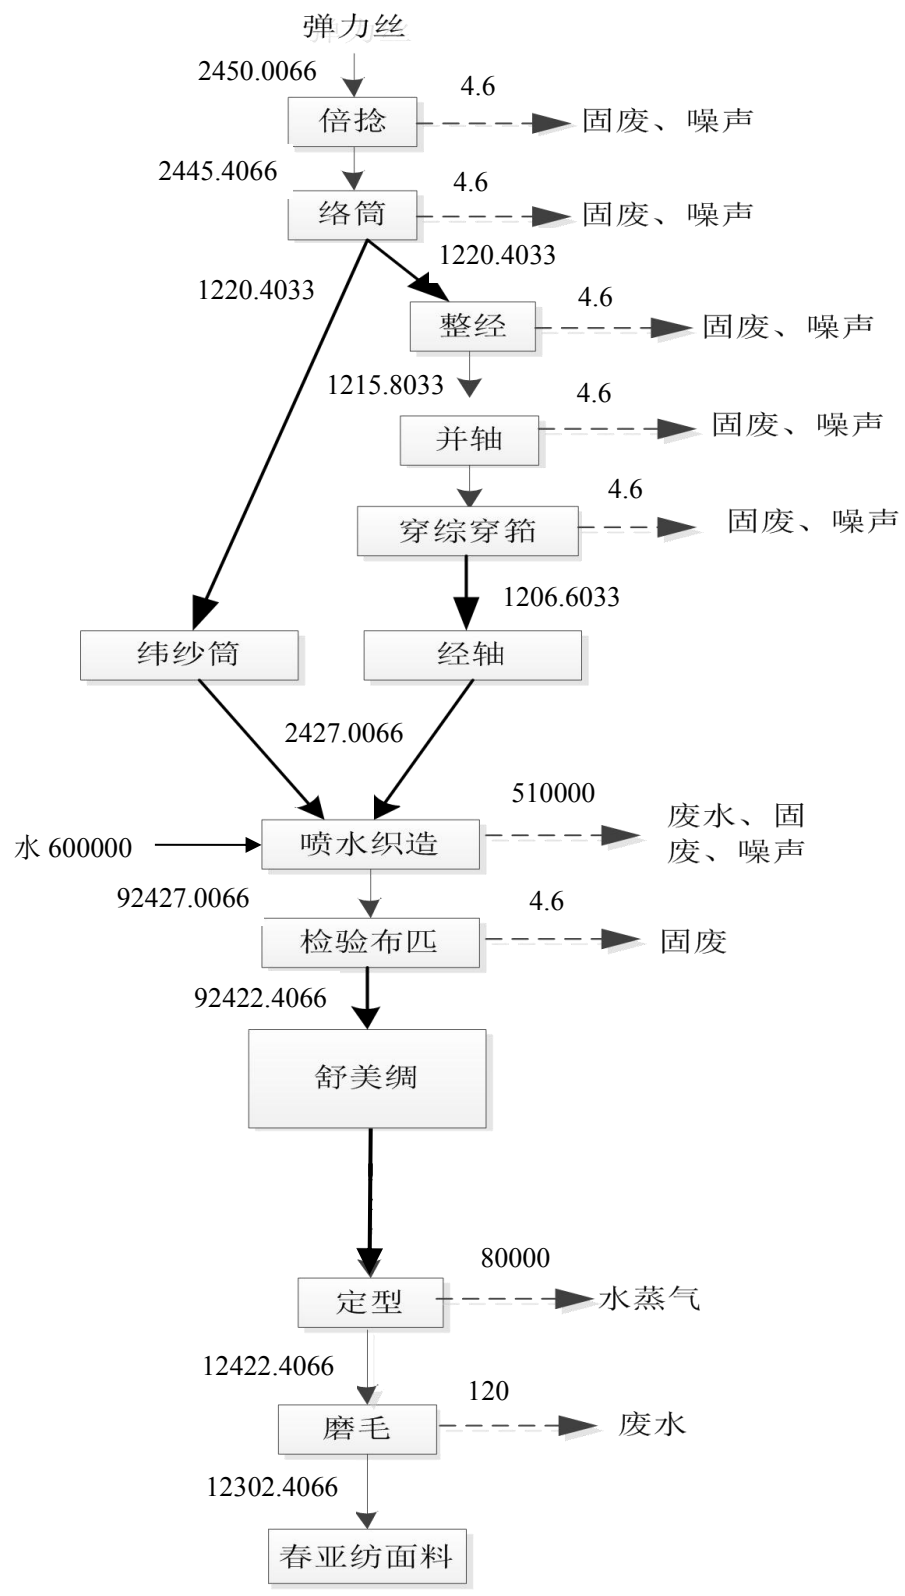 弹力丝
2450.0066
4.6
倍捻
固废、噪声
2445.4066
4.6
络筒
固废、噪声
1220.4033
1220.4033
4.6
整经
固废、噪声
1215.8033
4.6
并轴
固废、噪声
4.6
穿综穿筘
固废、噪声
1206.6033
纬纱筒
经轴
2427.0066
510000
水 600000
喷水织造
废水、固
废、噪声
92427.0066
4.6
检验布匹
固废
92422.4066
舒美绸
80000
定型
水蒸气
12422.4066
120
磨毛
废水
12302.4066
春亚纺面料